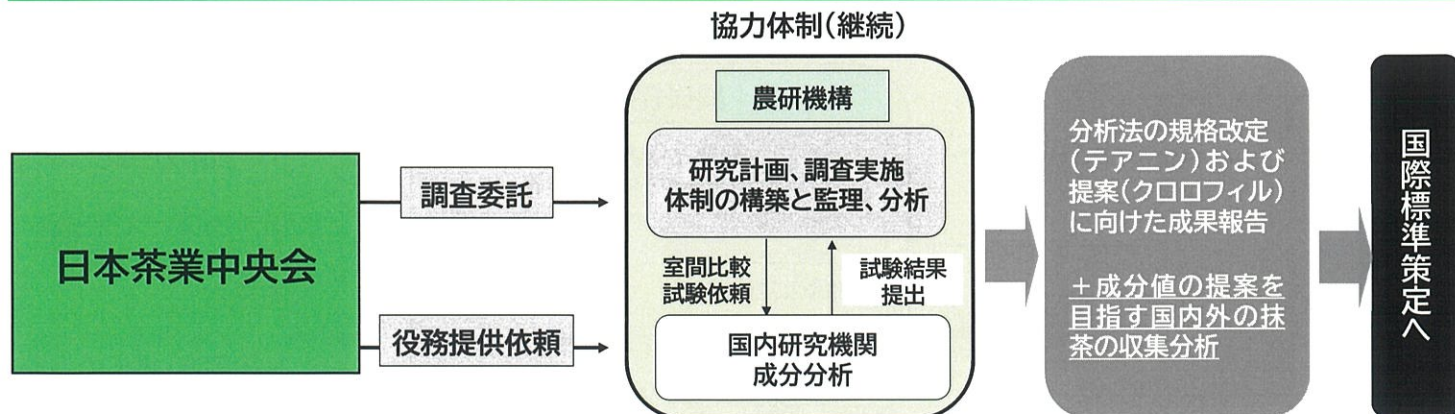 協力体制(継続)
日本茶業中央会
調査委託
役務提供依頼
農研機構
研究計画、調査実施
体制の構築と監理、分析
室間比較
試験依頼
試験結果
提出
国内研究機関
成分分析
分析法の規格改定
(テアニン)および
提案(クロロフィル)
に向けた成果報告
+成分値の提案を
目指す国内外の抹
茶の収集分析
国際標準策定へ